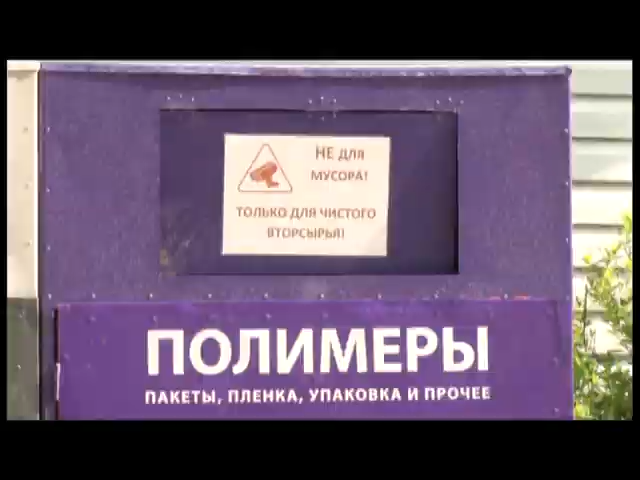 НЕ для
МУСОРА!
ТОЛЬКО ДЛЯ ЧИСТОГО
ВТОРСЫРЬЯ!
ПОЛИМЕРЫ
ПАКЕТЫ, ПЛЕНКА, УПАКОВКА И ПРОЧЕЕ